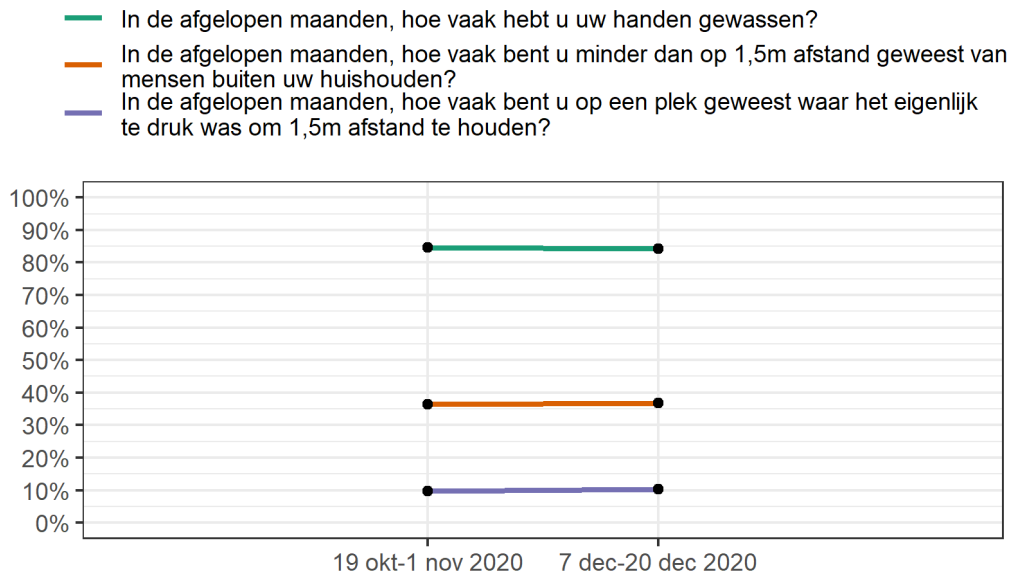 In de afgelopen maanden, hoe vaak hebt u uw handen gewassen?
In de afgelopen maanden, hoe vaak bent u minder dan op 1,5m afstand geweest van
mensen buiten uw huishouden?
In de afgelopen maanden, hoe vaak bent u op een plek geweest waar het eigenlijk
te druk was om 1,5m afstand te houden?
100%
90%
80%
70%
60%
50%
40%
30%
20%
10%
0%
19 okt-1 nov 2020 7 dec-20 dec 2020